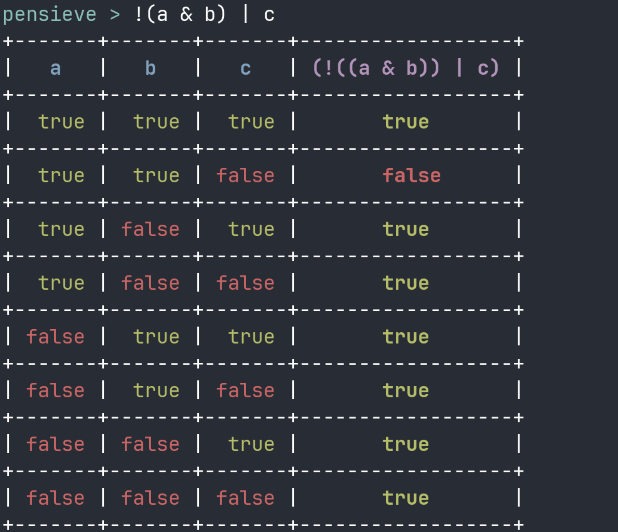 pensieve > !(a & b) | c
+-------+-------+-------+------------------+
|   a   |   b   |   c   | (!((a & b)) | c) |
+-------+-------+-------+------------------+
|  true |  true |  true |       true       |
+-------+-------+-------+------------------+
|  true |  true | false |       false      |
+-------+-------+-------+------------------+
|  true | false |  true |       true       |
+-------+-------+-------+------------------+
|  true | false | false |       true       |
+-------+-------+-------+------------------+
| false |  true |  true |       true       |
+-------+-------+-------+------------------+
| false |  true | false |       true       |
+-------+-------+-------+------------------+
| false | false |  true |       true       |
+-------+-------+-------+------------------+
| false | false | false |       true       |
+-------+-------+-------+------------------+